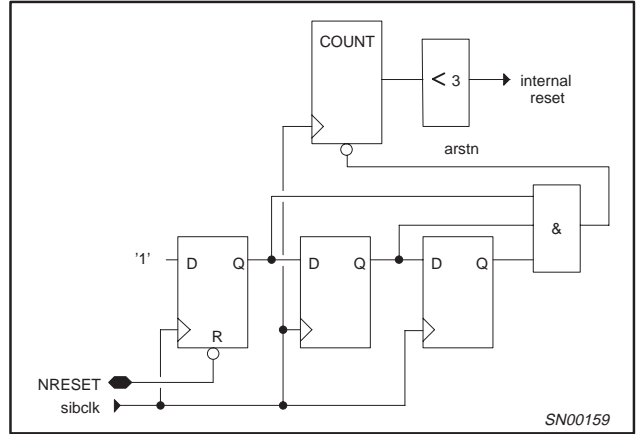 COUNT
< 3
internal
reset
arstn
&
'1'
D
Q
R
D
Q
D
Q
NRESET
sibclk
SN00159